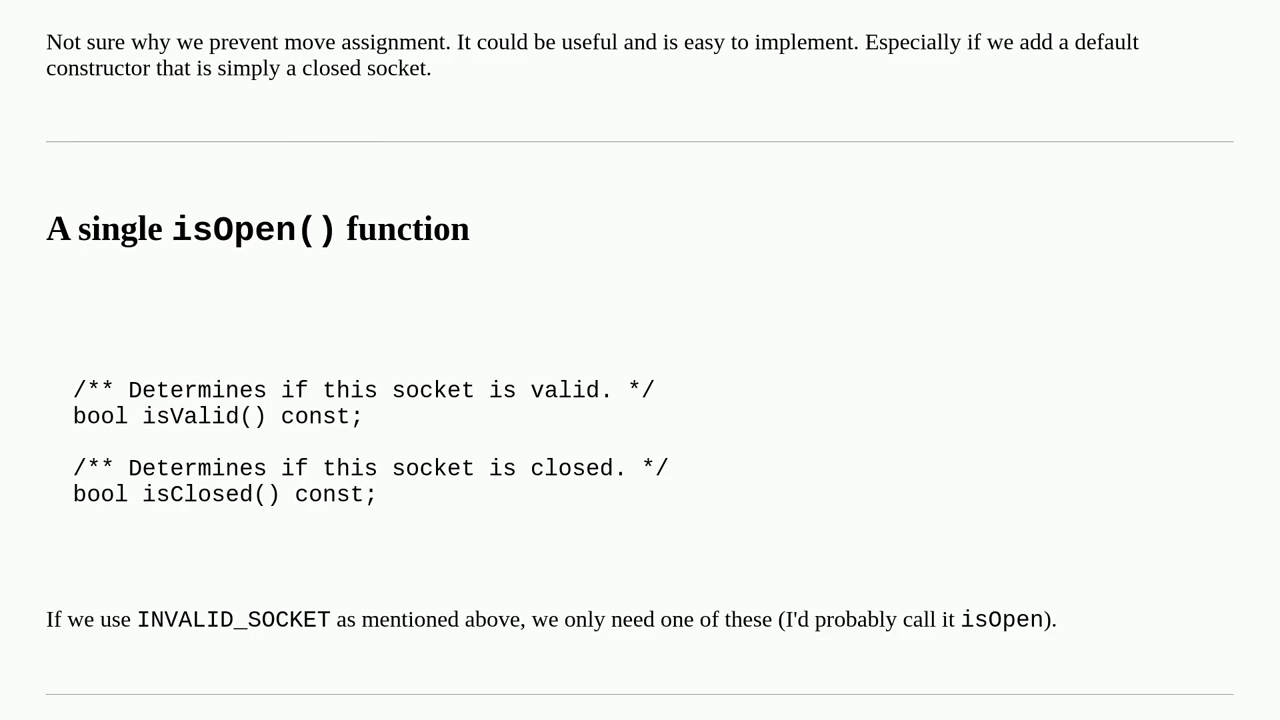 Not sure why we prevent move assignment. It could be useful and is easy to implement. Especially if we add a default
constructor that is simply a closed socket.
A single isOpen() function
/** Determines if this socket is valid. */
bool isValid() const;
/** Determines if this socket is closed. */
bool isClosed() const;
If we use INVALID_SOCKET as mentioned above, we only need one of these (I'd probably call it isOpen).